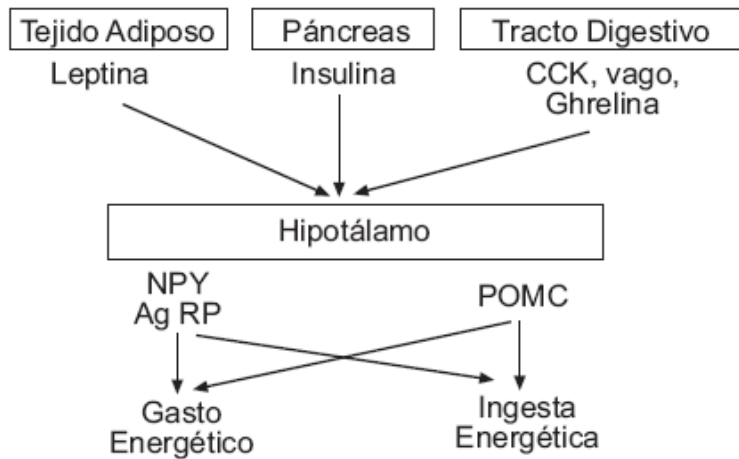 Tejido Adiposo
Páncreas
Tracto Digestivo
Leptina
Insulina
CCK, vago,
Ghrelina
Hipotálamo
NPY
Ag RP
POMC
Gasto
Energético
Ingesta
Energética